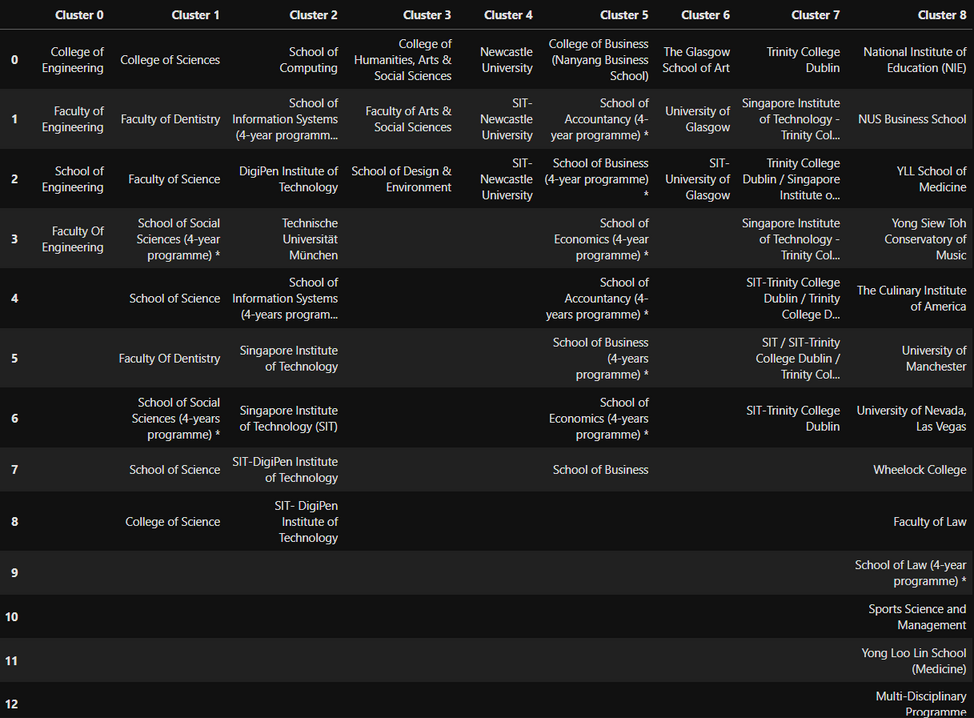 Cluster 0 Cluster 1 Cluster 2 Cluster 3 Cluster 4 Cluster 5 Cluster 6 Cluster 7 Cluster 8
0
College of
Engineering
College of Sciences
School of
Computing
College of
Humanities, Arts &
Social Sciences
Newcastle
University
College of Business
(Nanyang Business
School)
The Glasgow
School of Art
Trinity College
Dublin
National Institute of
Education (NIE)
1
Faculty of
Engineering
Faculty of Dentistry
School of
Information Systems
(4-year programm...
Faculty of Arts &
Social Sciences
SIT-
Newcastle
University
School of
Accountancy (4-
year programme) *
University of
Glasgow
Singapore Institute
of Technology -
Trinity Col...
NUS Business School
2
School of
Engineering
Faculty of Science
DigiPen Institute of
Technology
School of Design &
Environment
SIT-
Newcastle
University
School of Business
(4-year programme)
*
SIT-
University of
Glasgow
Trinity College
Dublin / Singapore
Institute o...
YLL School of
Medicine
3
Faculty Of
Engineering
School of Social
Sciences (4-year
programme) *
Technische
Universität
München
School of
Economics (4-year
programme) *
Singapore Institute
of Technology -
Trinity Col...
Yong Siew Toh
Conservatory of
Music
4
School of Science
School of
Information Systems
(4-years program...
School of
Accountancy (4-
years programme) *
SIT-Trinity College
Dublin / Trinity
College D...
The Culinary Institute
of America
5
Faculty Of Dentistry
Singapore Institute
of Technology
School of Business
(4-years
programme) *
SIT / SIT-Trinity
College Dublin /
Trinity Col...
University of
Manchester
6
School of Social
Sciences (4-years
programme) *
Singapore Institute
of Technology (SIT)
School of
Economics (4-years
programme) *
SIT-Trinity College
Dublin
University of Nevada,
Las Vegas
7
School of Science
SIT-DigiPen Institute
of Technology
School of Business
Wheelock College
8
College of Science
SIT- DigiPen
Institute of
Technology
Faculty of Law
9
School of Law (4-year
programme) *
10
Sports Science and
Management
11
Yong Loo Lin School
(Medicine)
12
Multi-Disciplinary
Programme